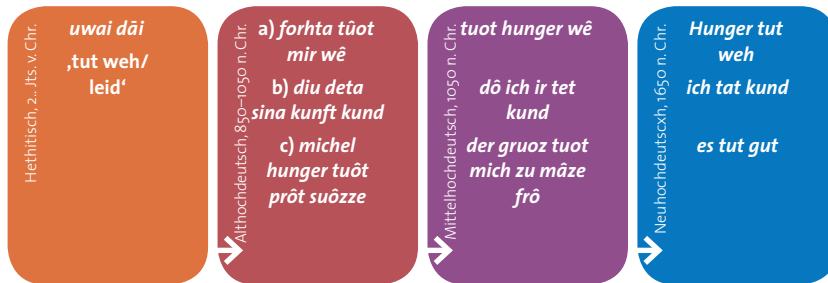 Hethitisch, 2.. Jts. v. Chr.
uwai dāi
‚tut weh/
leid‘
Althochdeutsch, 850–1050 n. Chr.
a) forhta tûot
mir wê
b) diu deta
sina kunft kund
c) michel
hunger tuôt
prôt suôzze
Mittelhochdeutsch, 1050 n. Chr.
tuot hunger wê
dô ich ir tet
kund
der gruoz tuot
mich zu mâze
frô
Neuhochdeutscxh, 1650 n. Chr.
Hunger tut
weh
ich tat kund
es tut gut